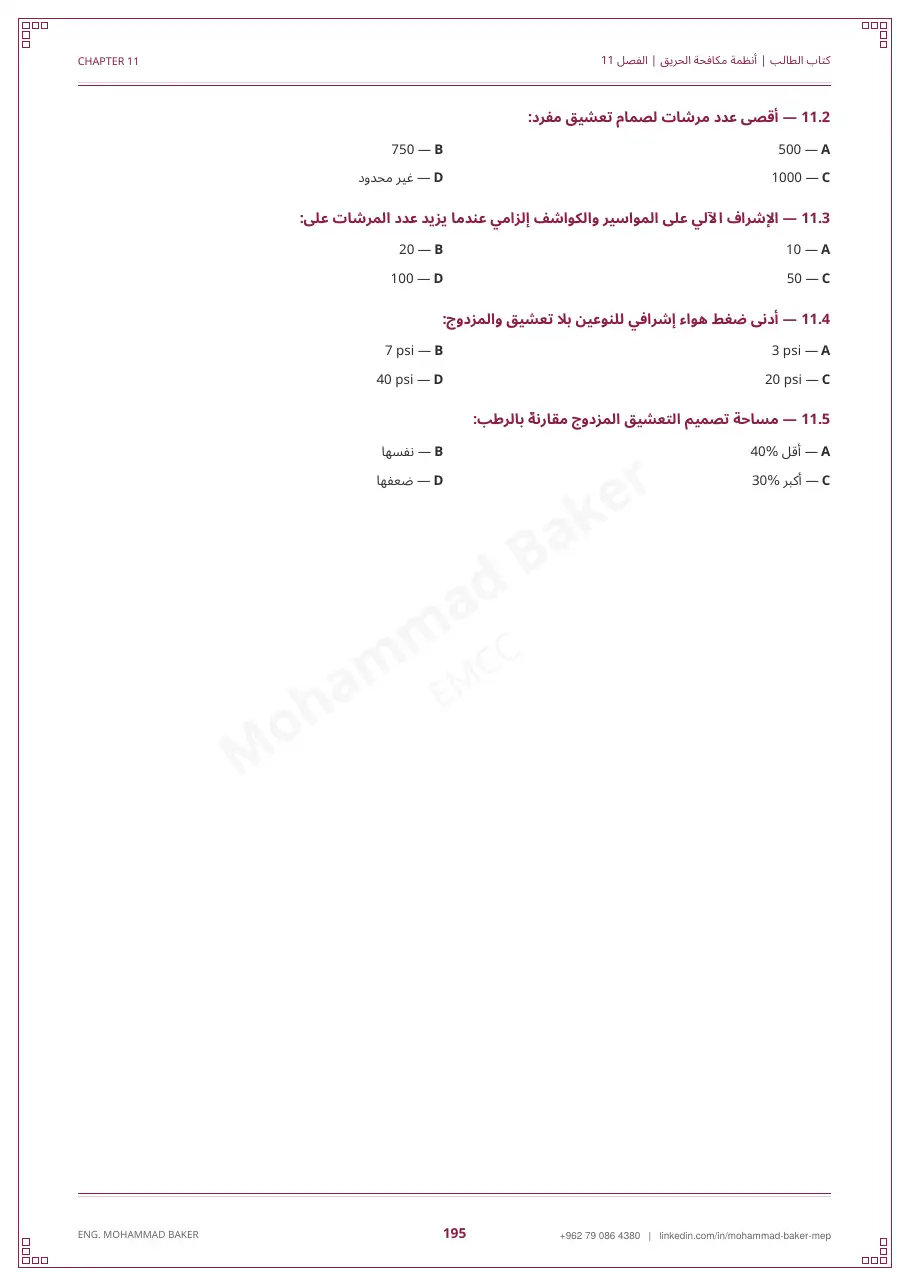 كتاب الطالب | أنظمة مكافحة الحريق | الفصل 11
CHAPTER 11
11.2 — أقصى عدد مرشات لصمام تعشيق مفرد:
A — 500
B — 750
C — 1000
D — غير محدود
11.3 — الإشراف الآلي على المواسير والكواشف إلزامي عندما يزيد عدد المرشات على:
A — 10
B — 20
C — 50
D — 100
11.4 — أدنى ضغط هواء إشرافي للنوعين بلا تعشيق والمزدوج:
A — 3 psi
B — 7 psi
C — 20 psi
D — 40 psi
11.5 — مساحة تصميم التعشيق المزدوج مقارنةً بالرطب:
A — أقل 40%
B — نفسها
C — أكبر 30%
D — ضعفها
Mohammad Baker
EMCC
ENG. MOHAMMAD BAKER
195
+962 79 086 4380 | linkedin.com/in/mohammad-baker-mep